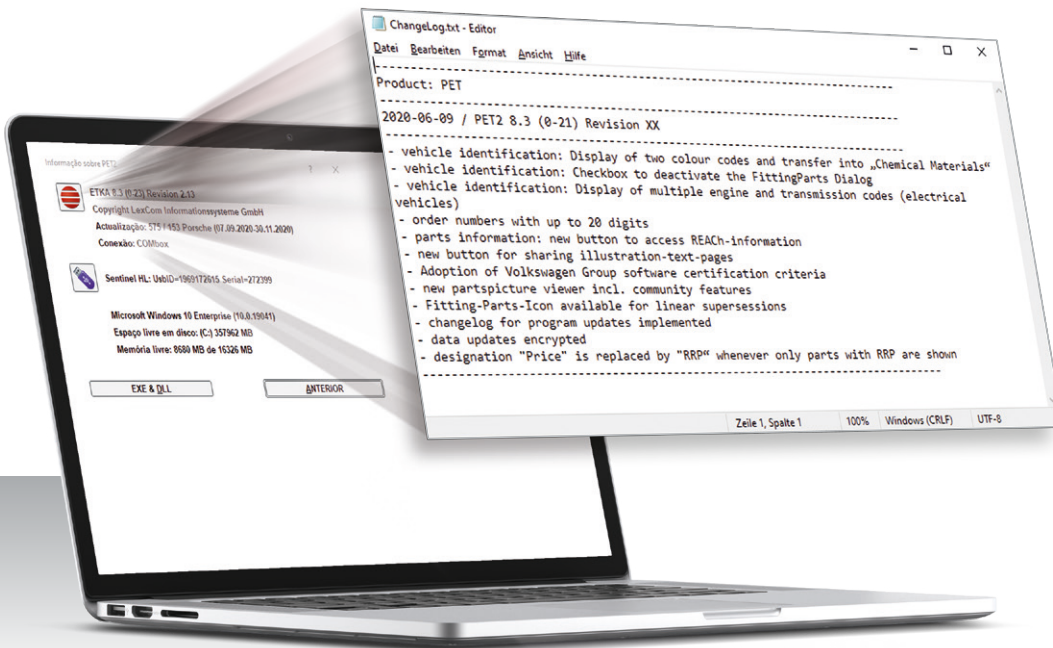 ChangeLog.txt - Editor
Datei Bearbeiten Format Ansicht Hilfe
--------------------------------------------------------------------------------
Product: PET
--------------------------------------------------------------------------------
2020-06-09 / PET2 8.3 (0-21) Revision XX
--------------------------------------------------------------------------------
- vehicle identification: Display of two colour codes and transfer into „Chemical Materials“
- vehicle identification: Checkbox to deactivate the FittingParts Dialog
- vehicle identification: Display of multiple engine and transmission codes (electrical
vehicles)
- order numbers with up to 20 digits
- parts information: new button to access REACh-information
- new button for sharing illustration-text-pages
- Adoption of Volkswagen Group software certification criteria
- new partspicture viewer incl. community features
- Fitting-Parts-Icon available for linear supersessions
- changelog for program updates implemented
- data updates encrypted
- designation "Price" is replaced by "RRP“ whenever only parts with RRP are shown
--------------------------------------------------------------------------------
Zeile 1, Spalte 1 100% Windows (CRLF) UTF-8
Informação sobre PET2
? X
ETKA 8.3 (0-23) Revision 2.13
Copyright LexCom Informationssysteme GmbH
Actualização: 575 / 153 Porsche (07.09.2020-30.11.2020)
Conexão: COMbox
Sentinel HL: UsbID=1969172615 Serial=272399
Microsoft Windows 10 Enterprise (10.0.19041)
Espaço livre em disco: (C:) 357962 MB
Memória livre: 8680 MB de 16326 MB
EXE & DLL
ANTERIOR